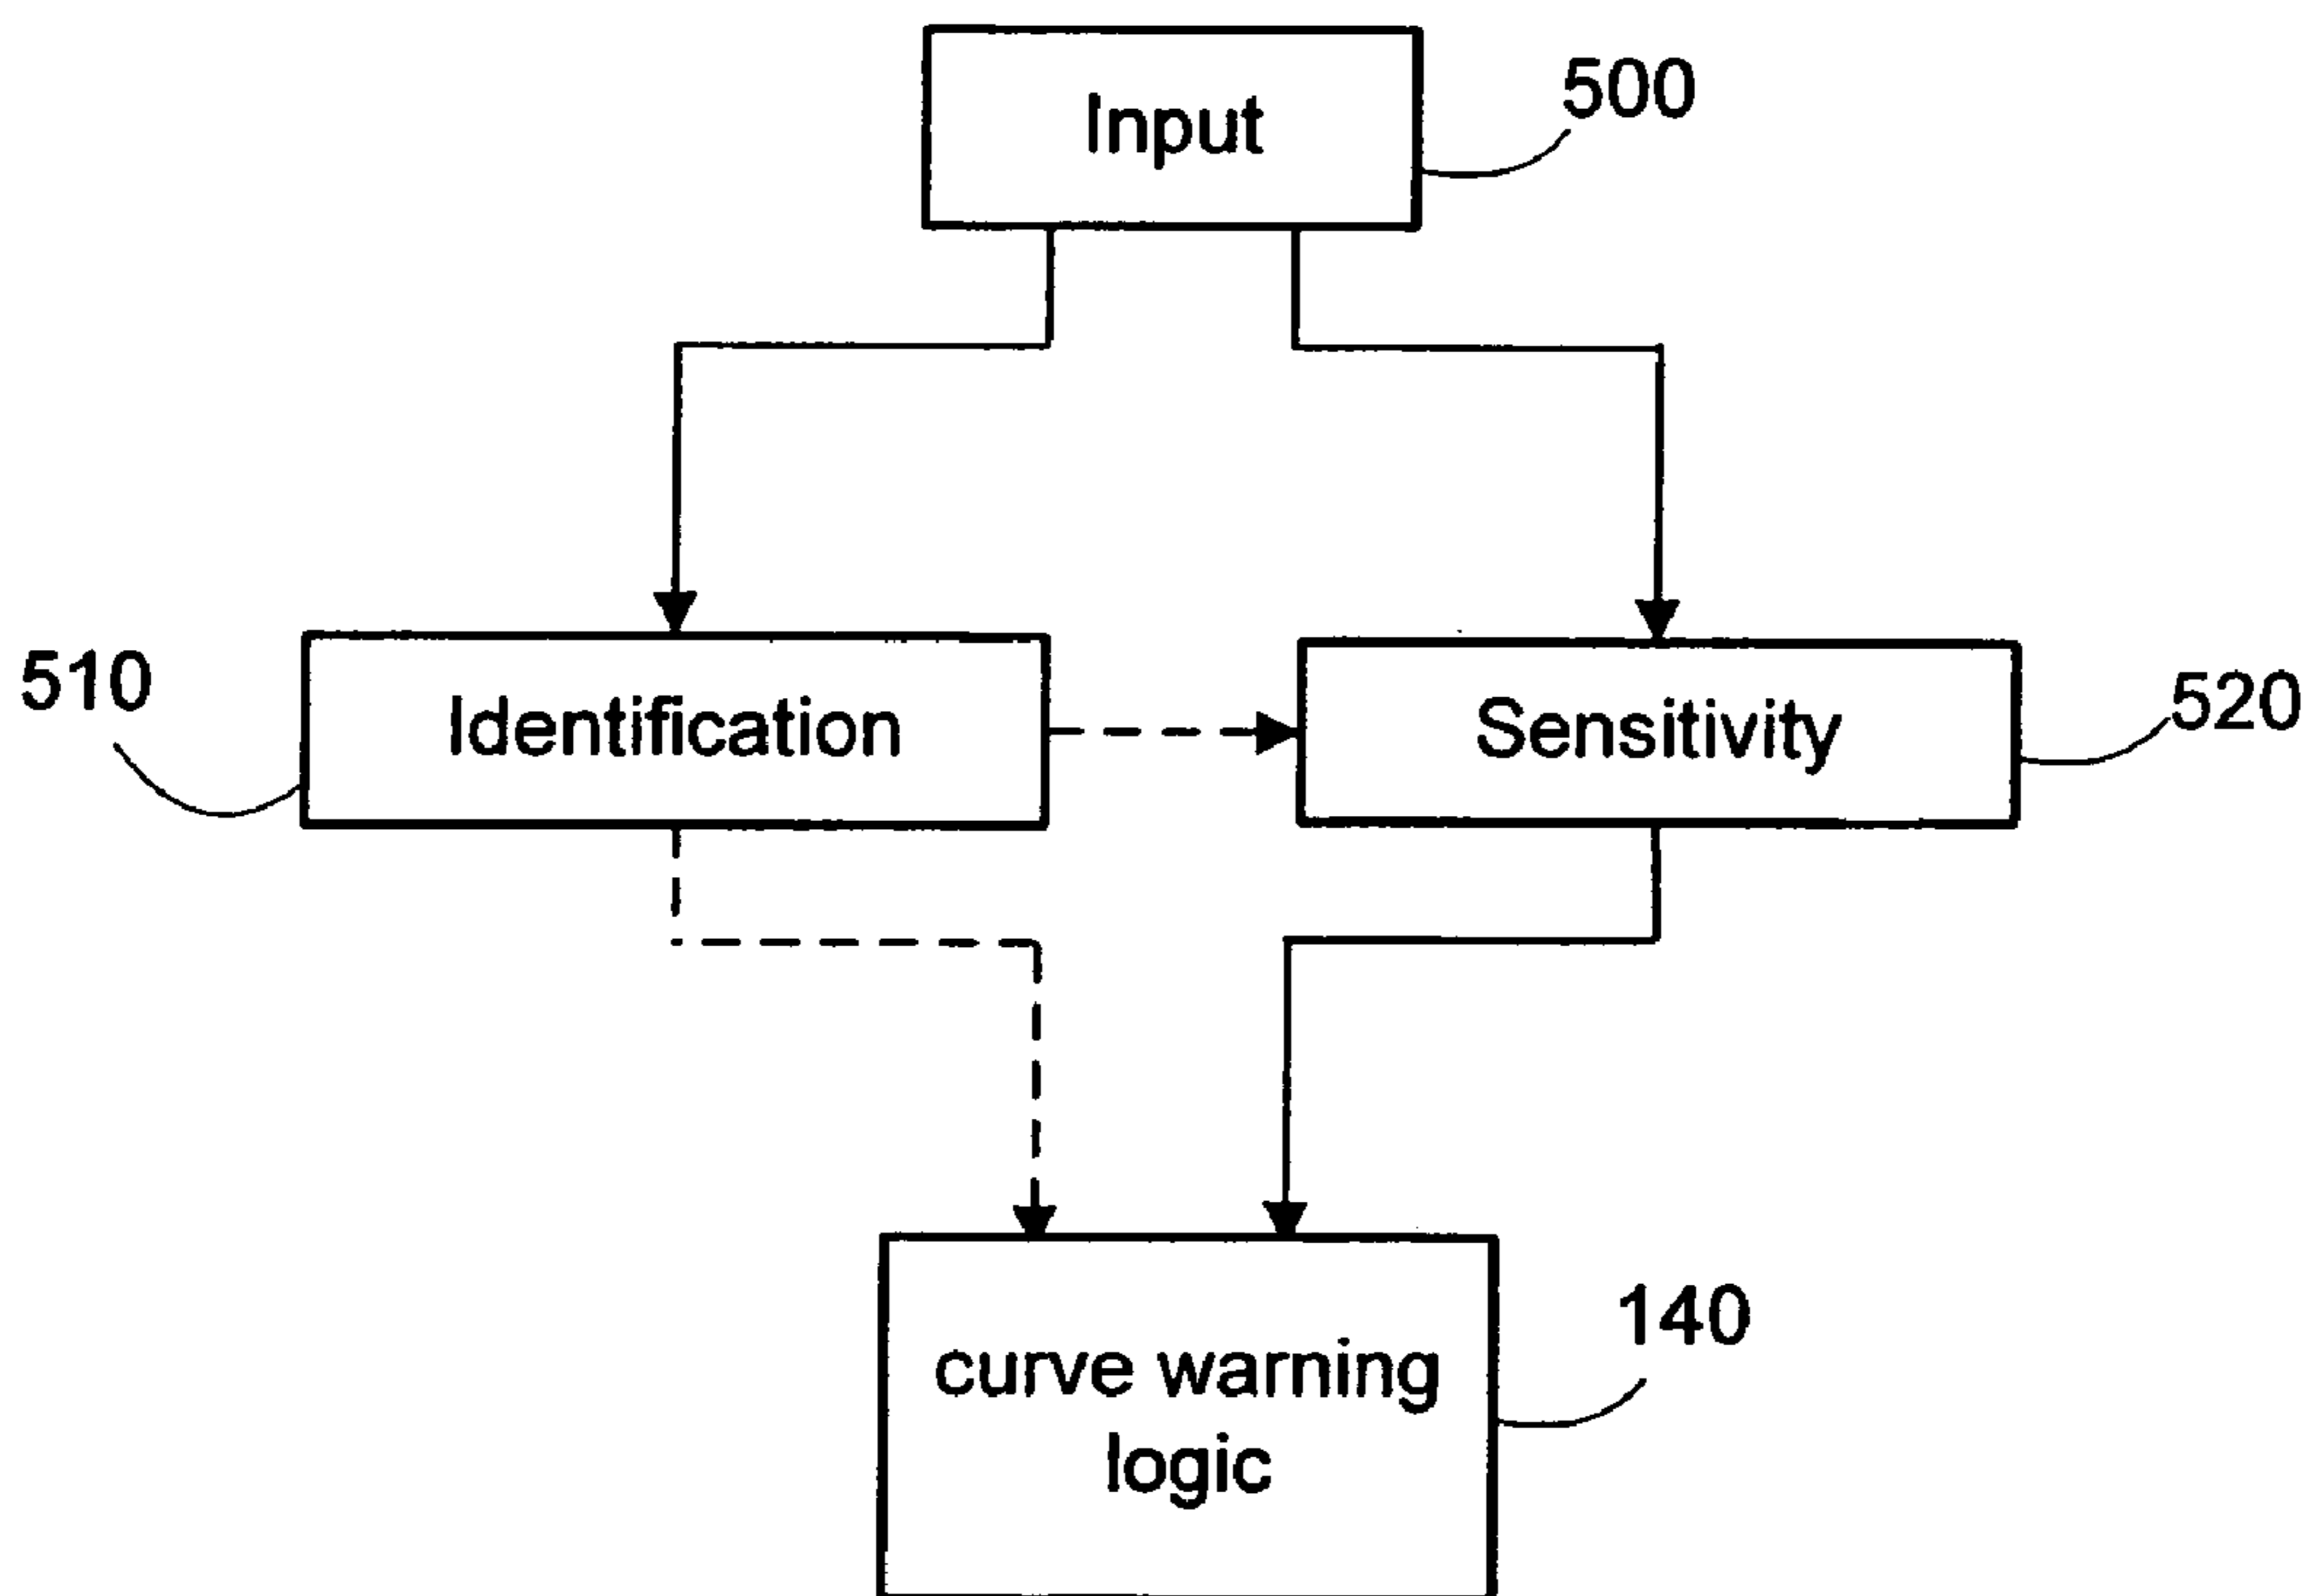 Input
500
510
Identification
Sensitivity
520
curve warning
logic
140